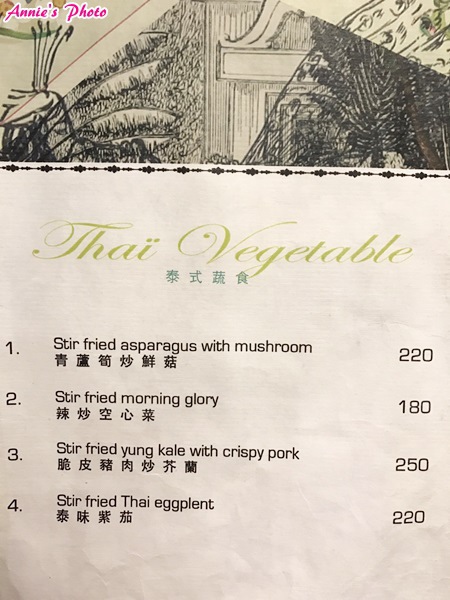 Annie's Photo
Thaï Vegetable
泰式蔬食
1. Stir fried asparagus with mushroom 220
青蘆筍炒鮮菇
2. Stir fried morning glory 180
辣炒空心菜
3. Stir fried yung kale with crispy pork 250
脆皮豬肉炒芥蘭
4. Stir fried Thai eggplent 220
泰味紫茄